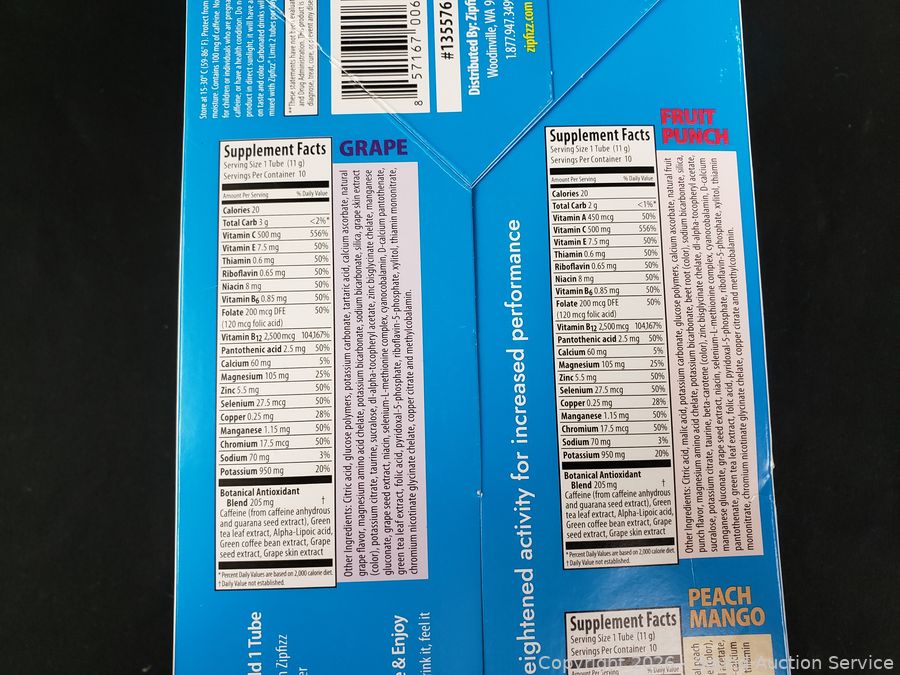 Store at 15-30° C (59-86° F). Protect from
moisture. Contains 100 mg of caffeine. No
for children or individuals who are pregna
caffeine, or have a health condition. Do n
product in direct sunlight, it will have a
on taste and color. Carbonated drinks wil
mixed with Zipfizz. Limit 2 tubes per
**These statements have not been evaluat
and Drug Administration. This product is
diagnose, treat, cure, or prevent any dise
8 57167 006
#135576
Distributed By: Zipfiz
Woodinville, WA 9
1.877.947.349
zipfizz.com
Supplement Facts
Serving Size 1 Tube (11 g)
Servings Per Container 10
Amount Per Serving % Daily Value
Calories 20
Total Carb 3 g <2%*
Vitamin C 500 mg 556%
Vitamin E 7.5 mg 50%
Thiamin 0.6 mg 50%
Riboflavin 0.65 mg 50%
Niacin 8 mg 50%
Vitamin B6 0.85 mg 50%
Folate 200 mcg DFE 50%
(120 mcg folic acid)
Vitamin B12 2,500 mcg 104,167%
Pantothenic acid 2.5 mg 50%
Calcium 60 mg 5%
Magnesium 105 mg 25%
Zinc 5.5 mg 50%
Selenium 27.5 mcg 50%
Copper 0.25 mg 28%
Manganese 1.15 mg 50%
Chromium 17.5 mcg 50%
Sodium 70 mg 3%
Potassium 950 mg 20%
Botanical Antioxidant
Blend 205 mg †
Caffeine (from caffeine anhydrous
and guarana seed extract), Green
tea leaf extract, Alpha-Lipoic acid,
Green coffee bean extract, Grape
seed extract, Grape skin extract
* Percent Daily Values are based on 2,000 calorie diet.
† Daily Value not established.
GRAPE
Other Ingredients: Citric acid, glucose polymers, potassium carbonate, tartaric acid, calcium ascorbate, natural
grape flavor, magnesium amino acid chelate, potassium bicarbonate, sodium bicarbonate, silica, grape skin extract
(color), potassium citrate, taurine, sucralose, dl-alpha-tocopheryl acetate, zinc bisglycinate chelate, manganese
gluconate, grape seed extract, niacin, selenium-L-methionine complex, cyanocobalamin, D-calcium pantothenate,
green tea leaf extract, folic acid, pyridoxal-5-phosphate, riboflavin-5-phosphate, xylitol, thiamin mononitrate,
chromium nicotinate glycinate chelate, copper citrate and methylcobalamin.
eightened activity for increased performance
Supplement Facts
Serving Size 1 Tube (11 g)
Servings Per Container 10
Amount Per Serving % Daily Value
Calories 20
Total Carb 2 g <1%*
Vitamin A 450 mcg 50%
Vitamin C 500 mg 556%
Vitamin E 7.5 mg 50%
Thiamin 0.6 mg 50%
Riboflavin 0.65 mg 50%
Niacin 8 mg 50%
Vitamin B6 0.85 mg 50%
Folate 200 mcg DFE 50%
(120 mcg folic acid)
Vitamin B12 2,500 mcg 104,167%
Pantothenic acid 2.5 mg 50%
Calcium 60 mg 5%
Magnesium 105 mg 25%
Zinc 5.5 mg 50%
Selenium 27.5 mcg 50%
Copper 0.25 mg 28%
Manganese 1.15 mg 50%
Chromium 17.5 mcg 50%
Sodium 70 mg 3%
Potassium 950 mg 20%
Botanical Antioxidant
Blend 205 mg †
Caffeine (from caffeine anhydrous
and guarana seed extract), Green
tea leaf extract, Alpha-Lipoic acid,
Green coffee bean extract, Grape
seed extract, Grape skin extract
* Percent Daily Values are based on 2,000 calorie diet.
† Daily Value not established.
FRUIT
PUNCH
Other Ingredients: Citric acid, malic acid, potassium carbonate, glucose polymers, calcium ascorbate, natural fruit
punch flavor, magnesium amino acid chelate, potassium bicarbonate, beet root (color), sodium bicarbonate, silica,
sucralose, potassium citrate, taurine, beta-carotene (color), zinc bisglycinate chelate, dl-alpha-tocopheryl acetate,
manganese gluconate, grape seed extract, niacin, selenium-L-methionine complex, cyanocobalamin, D-calcium
pantothenate, green tea leaf extract, folic acid, pyridoxal-5-phosphate, riboflavin-5-phosphate, xylitol, thiamin
mononitrate, chromium nicotinate glycinate chelate, copper citrate and methylcobalamin.
d 1 Tube
n Zipfizz
er
e & Enjoy
rink it, feel it
Supplement Facts
Serving Size 1 Tube (11 g)
Servings Per Container 10
Amount Per Serving % Daily Value
PEACH
MANGO
al peach
e (color),
acetate,
-calcium
thiamin
Copyright 2026 Auction Service